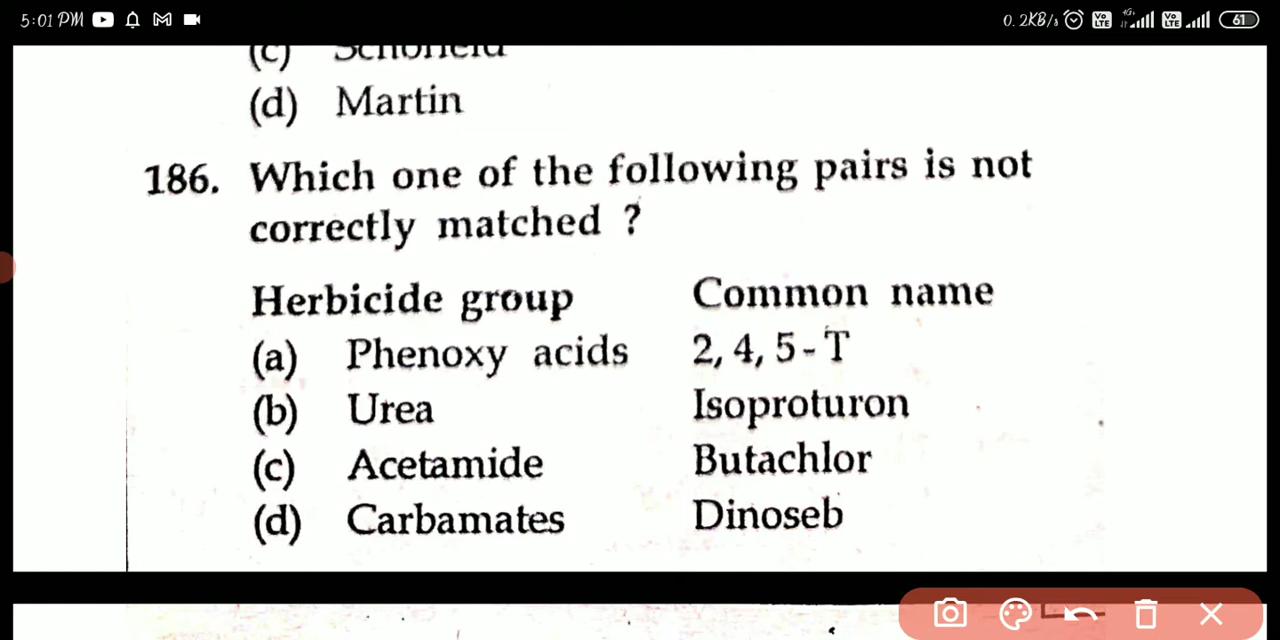 5:01 PM
0.2KB/s 4G 61
(c)
(d) Martin
186. Which one of the following pairs is not
correctly matched ?
Herbicide group Common name
(a) Phenoxy acids 2, 4, 5-T
(b) Urea Isoproturon
(c) Acetamide Butachlor
(d) Carbamates Dinoseb